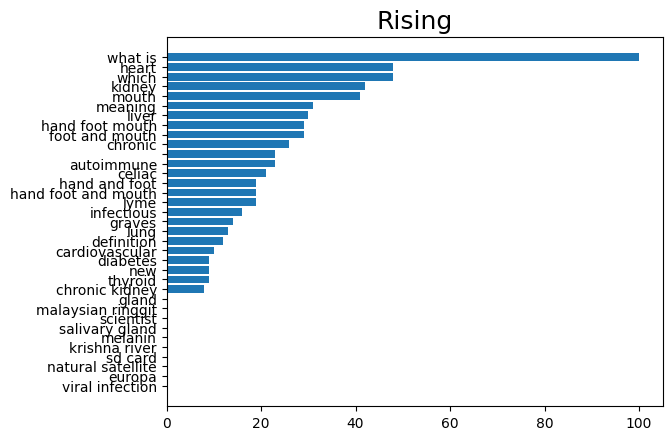 Rising
what is
heart
which
kidney
mouth
meaning
liver
hand foot mouth
foot and mouth
chronic
autoimmune
celiac
hand and foot
hand foot and mouth
lyme
infectious
graves
lung
definition
cardiovascular
diabetes
new
thyroid
chronic kidney
gland
malaysian ringgit
scientist
salivary gland
melanin
krishna river
sd card
natural satellite
europa
viral infection
0 20 40 60 80 100